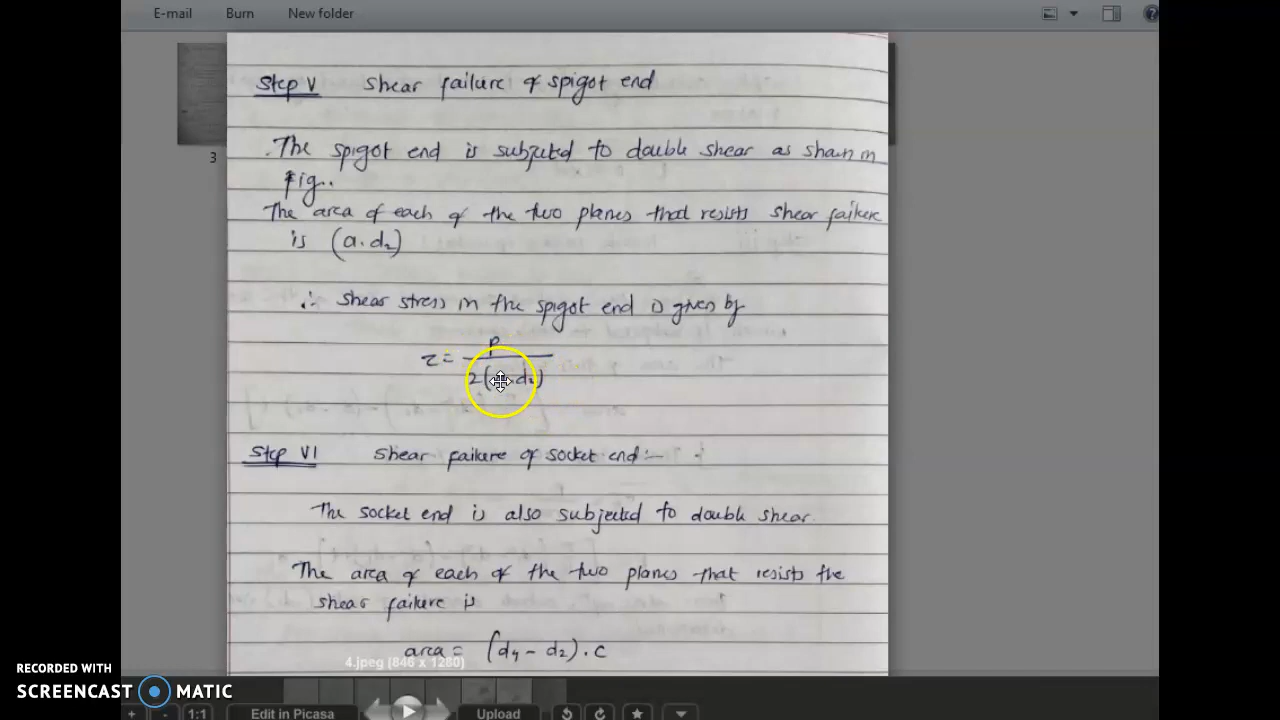 E-mail Burn New folder
Step V Shear failure of spigot end
3
. The spigot end is subjected to double shear as shown in
fig..
The area of each of the two planes that resists shear failure
is (a.d2)
∴ shear stress in the spigot end is given by
τ = P
2(a.d2)
Step VI Shear failure of socket end:-
The socket end is also subjected to double shear.
The area of each of the two planes that resists the
shear failure is
area = (d4 - d2).c
4.jpeg (846 x 1280)
RECORDED WITH
SCREENCAST MATIC
+ - 1:1 Edit in Picasa Upload